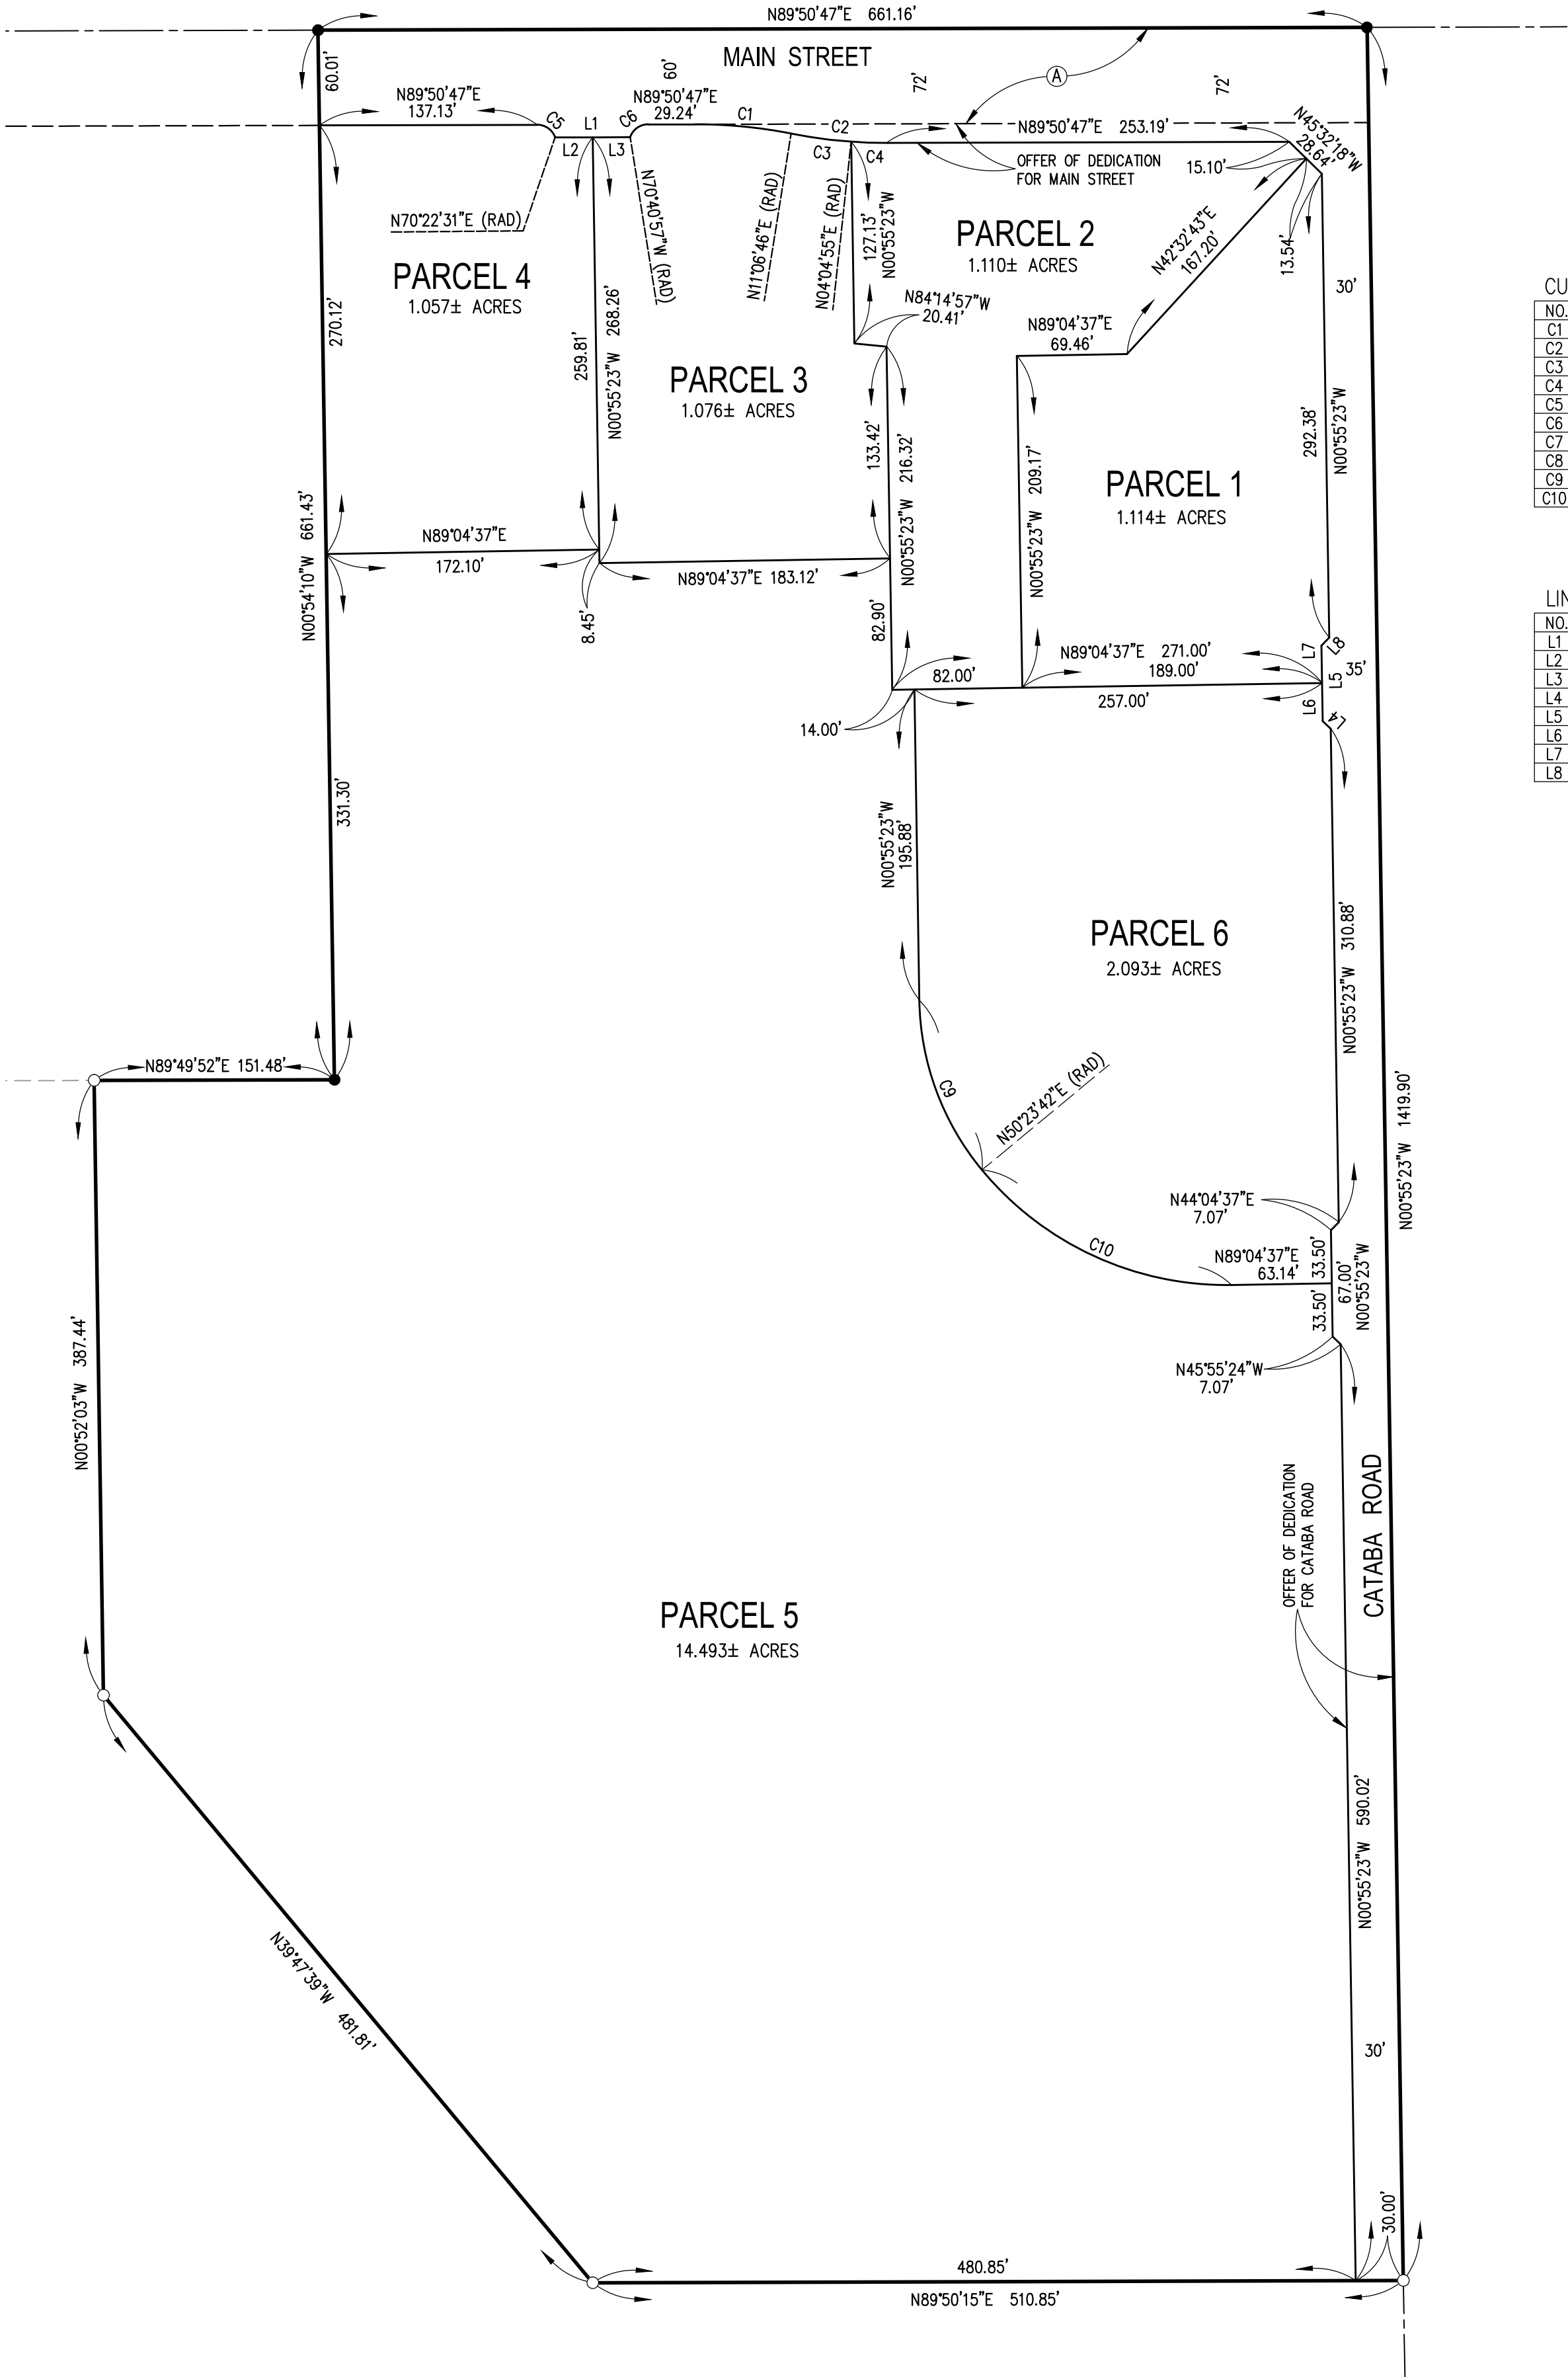 N89°50'47"E 661.16'
MAIN STREET
60.01'
60'
72'
72'
A
N89°50'47"E
137.13'
C5
L1
C6
N89°50'47"E
29.24'
C1
C2
N89°50'47"E 253.19'
N45°32'18"W
28.64'
L2
L3
C3
C4
OFFER OF DEDICATION
FOR MAIN STREET
15.10'
N70°22'31"E (RAD)
N70°40'57"W (RAD)
N11°06'46"E (RAD)
N04°04'55"E (RAD)
127.13'
N00°55'23"W
PARCEL 2
1.110± ACRES
N42°32'43"E
167.20'
13.54'
30'
PARCEL 4
1.057± ACRES
270.12'
259.81'
N00°55'23"W 268.26'
N84°14'57"W
20.41'
N89°04'37"E
69.46'
PARCEL 3
1.076± ACRES
133.42'
N00°55'23"W 216.32'
N00°55'23"W 209.17'
PARCEL 1
1.114± ACRES
292.38'
N00°55'23"W
CU
NO.
C1
C2
C3
C4
C5
C6
C7
C8
C9
C10
N00°54'10"W 661.43'
N89°04'37"E
172.10'
N89°04'37"E 183.12'
8.45'
82.90'
N89°04'37"E 271.00'
82.00'
189.00'
257.00'
14.00'
L7
L8
L5
35'
L6
L4
LIN
NO.
L1
L2
L3
L4
L5
L6
L7
L8
331.30'
N00°55'23"W
195.88'
PARCEL 6
2.093± ACRES
N00°55'23"W 310.88'
N89°49'52"E 151.48'
C9
N50°23'42"E (RAD)
N00°55'23"W 1419.90'
N44°04'37"E
7.07'
C10
N89°04'37"E
63.14'
33.50'
67.00'
N00°55'23"W
33.50'
N45°55'24"W
7.07'
N00°52'03"W 387.44'
OFFER OF DEDICATION
FOR CATABA ROAD
CATABA ROAD
PARCEL 5
14.493± ACRES
N00°55'23"W 590.02'
N39°47'39"W 481.81'
30'
30.00'
480.85'
N89°50'15"E 510.85'